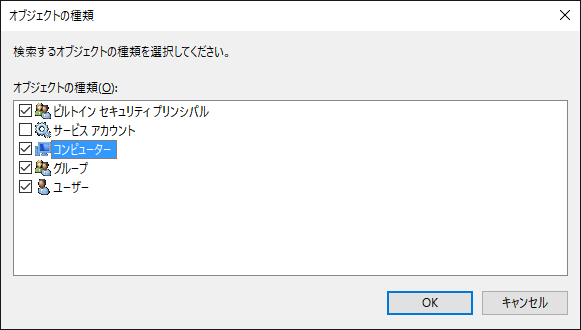 オブジェクトの種類
検索するオブジェクトの種類を選択してください。
オブジェクトの種類(O):
ビルトイン セキュリティ プリンシパル
サービス アカウント
コンピューター
グループ
ユーザー
OK
キャンセル